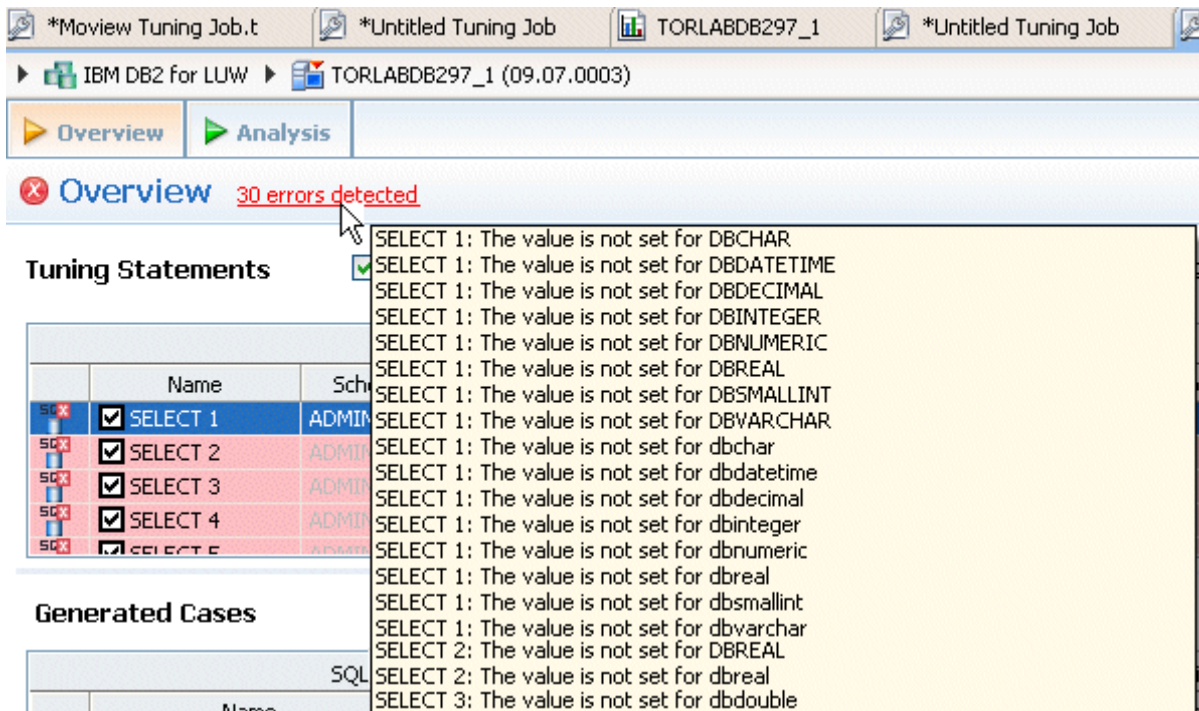 *Moview Tuning Job.t
*Untitled Tuning Job
TORLABDB297_1
*Untitled Tuning Job
IBM DB2 for LUW
TORLABDB297_1 (09.07.0003)
Overview
Analysis
Overview
30 errors detected
Tuning Statements
Name
SELECT 1
ADMIN
SELECT 2
ADMIN
SELECT 3
ADMIN
SELECT 4
ADMIN
SELECT 5
SELECT 1: The value is not set for DBCHAR
SELECT 1: The value is not set for DBDATETIME
SELECT 1: The value is not set for DBDECIMAL
SELECT 1: The value is not set for DBINTEGER
SELECT 1: The value is not set for DBNUMERIC
SELECT 1: The value is not set for DBREAL
SELECT 1: The value is not set for DBSMALLINT
SELECT 1: The value is not set for DBVARCHAR
SELECT 1: The value is not set for dbchar
SELECT 1: The value is not set for dbdatetime
SELECT 1: The value is not set for dbdecimal
SELECT 1: The value is not set for dbinteger
SELECT 1: The value is not set for dbnumeric
SELECT 1: The value is not set for dbreal
SELECT 1: The value is not set for dbsmallint
SELECT 1: The value is not set for dbvarchar
SELECT 2: The value is not set for DBREAL
SELECT 2: The value is not set for dbreal
SELECT 3: The value is not set for dbdouble
Generated Cases
SQL
Name